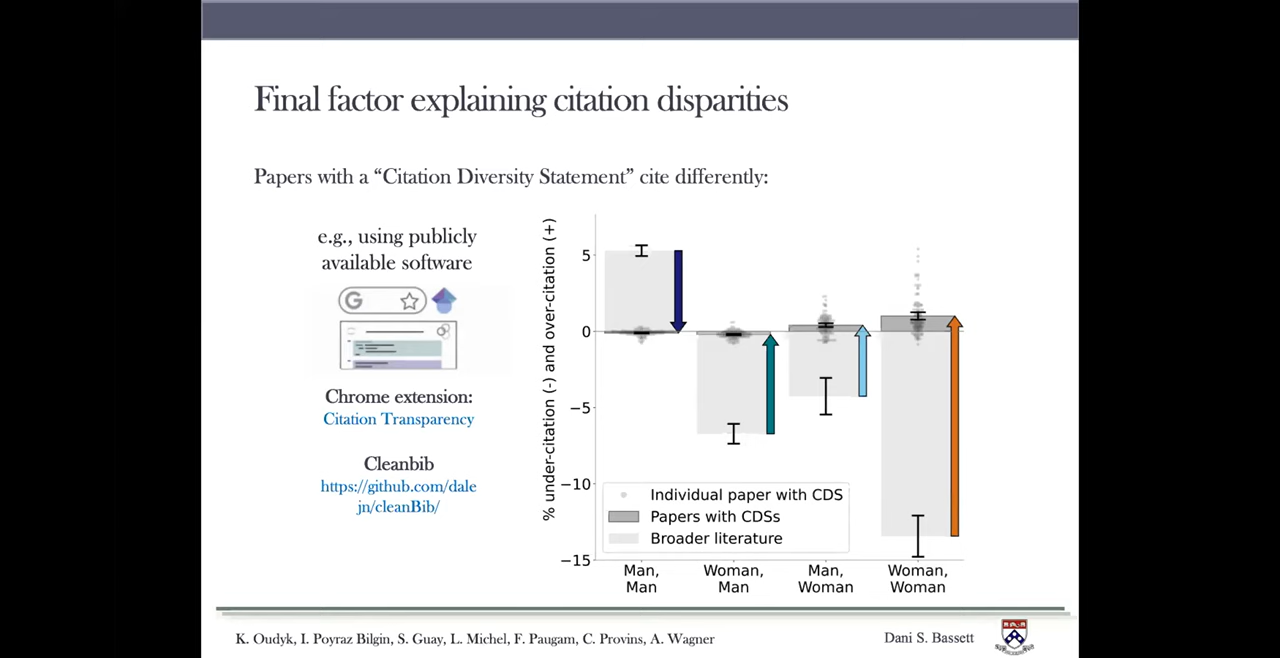 Final factor explaining citation disparities
Papers with a “Citation Diversity Statement” cite differently:
e.g., using publicly
available software
G
Chrome extension:
Citation Transparency
Cleanbib
https://github.com/dale
jn/cleanBib/
% under-citation (-) and over-citation (+)
5
0
−5
−10
−15
Individual paper with CDS
Papers with CDSs
Broader literature
Man,
Man
Woman,
Man
Man,
Woman
Woman,
Woman
K. Oudyk, I. Poyraz Bilgin, S. Guay, L. Michel, F. Paugam, C. Provins, A. Wagner
Dani S. Bassett